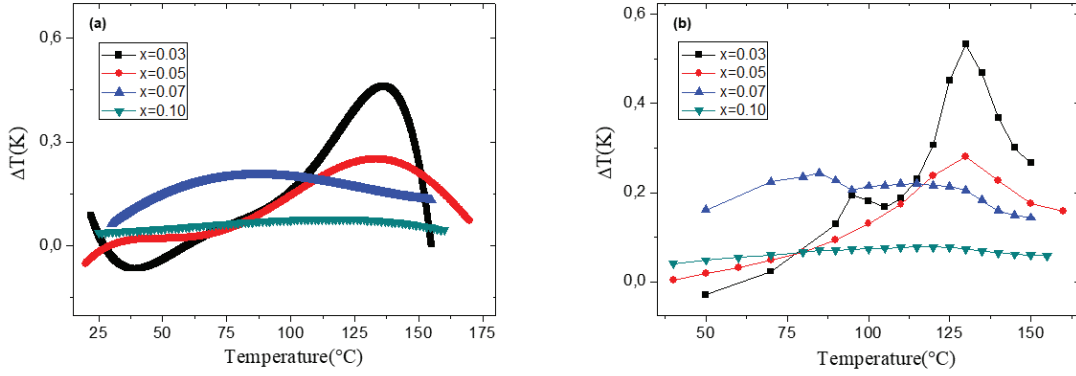 (a)
x=0.03
x=0.05
x=0.07
x=0.10
0,6
0,3
0,0
ΔT(K)
25 50 75 100 125 150 175
Temperature(°C)
(b)
x=0.03
x=0.05
x=0.07
x=0.10
0,6
0,4
0,2
0,0
ΔT(K)
50 75 100 125 150
Temperature(°C)